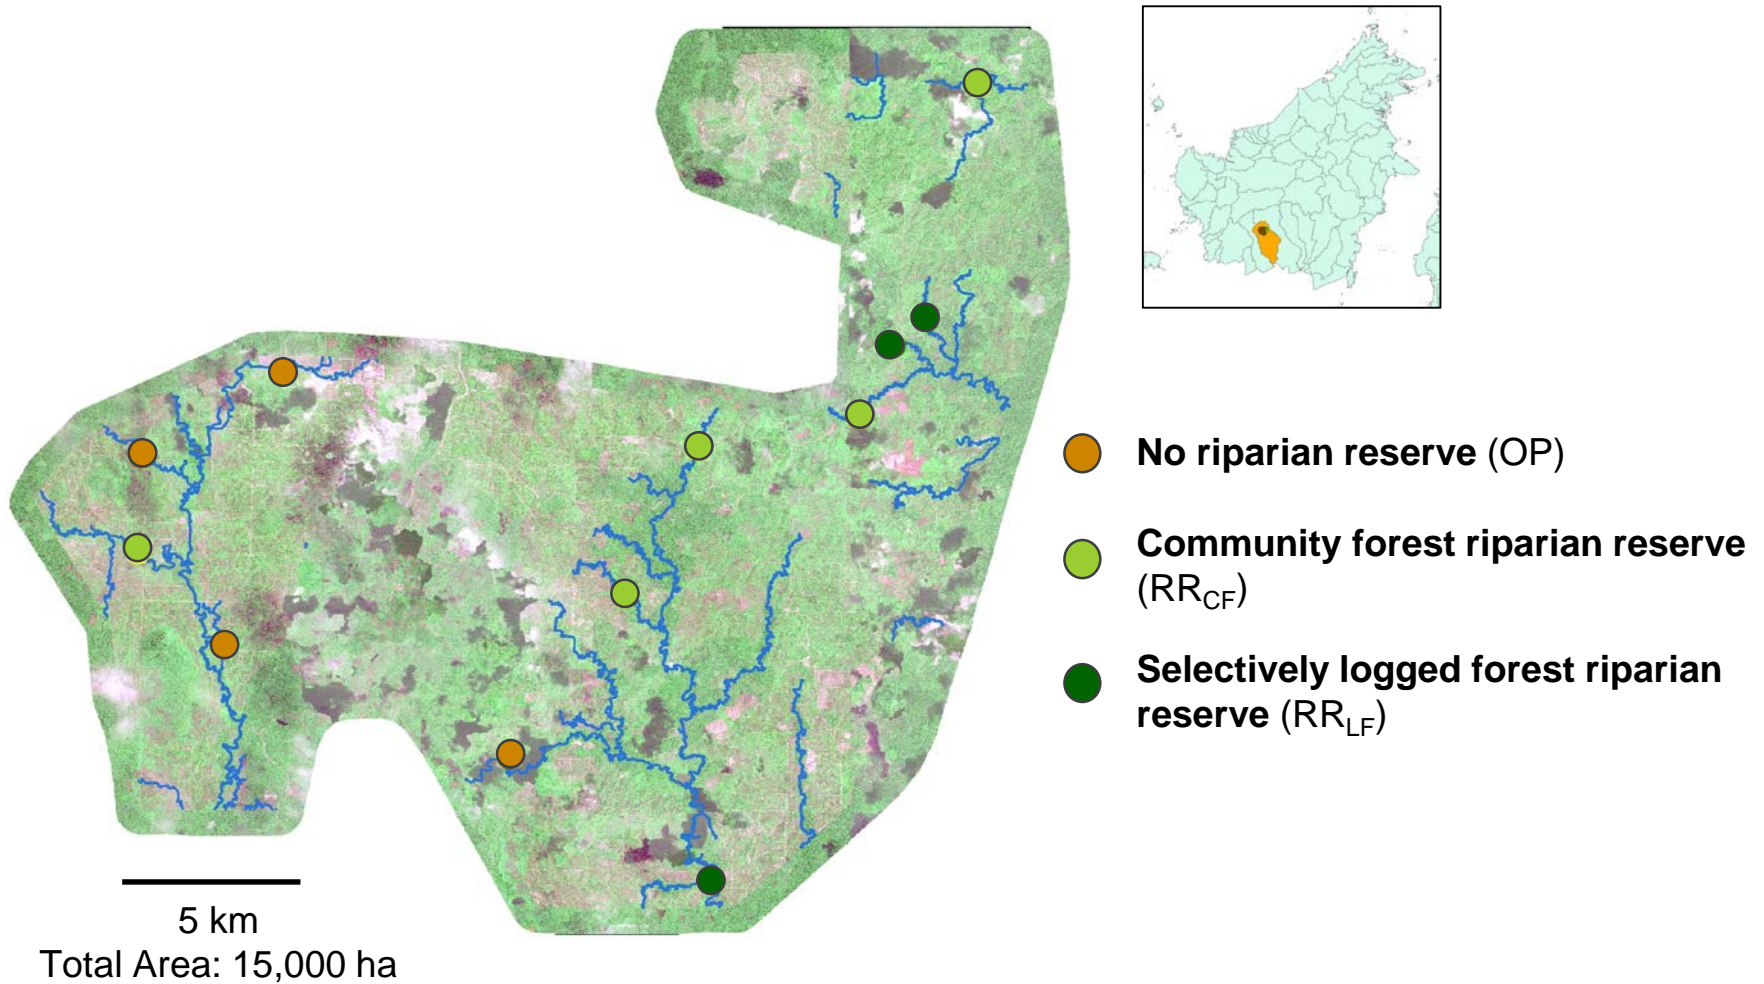 No riparian reserve (OP)
Community forest riparian reserve
(RRCF)
Selectively logged forest riparian
reserve (RRLF)
5 km
Total Area: 15,000 ha